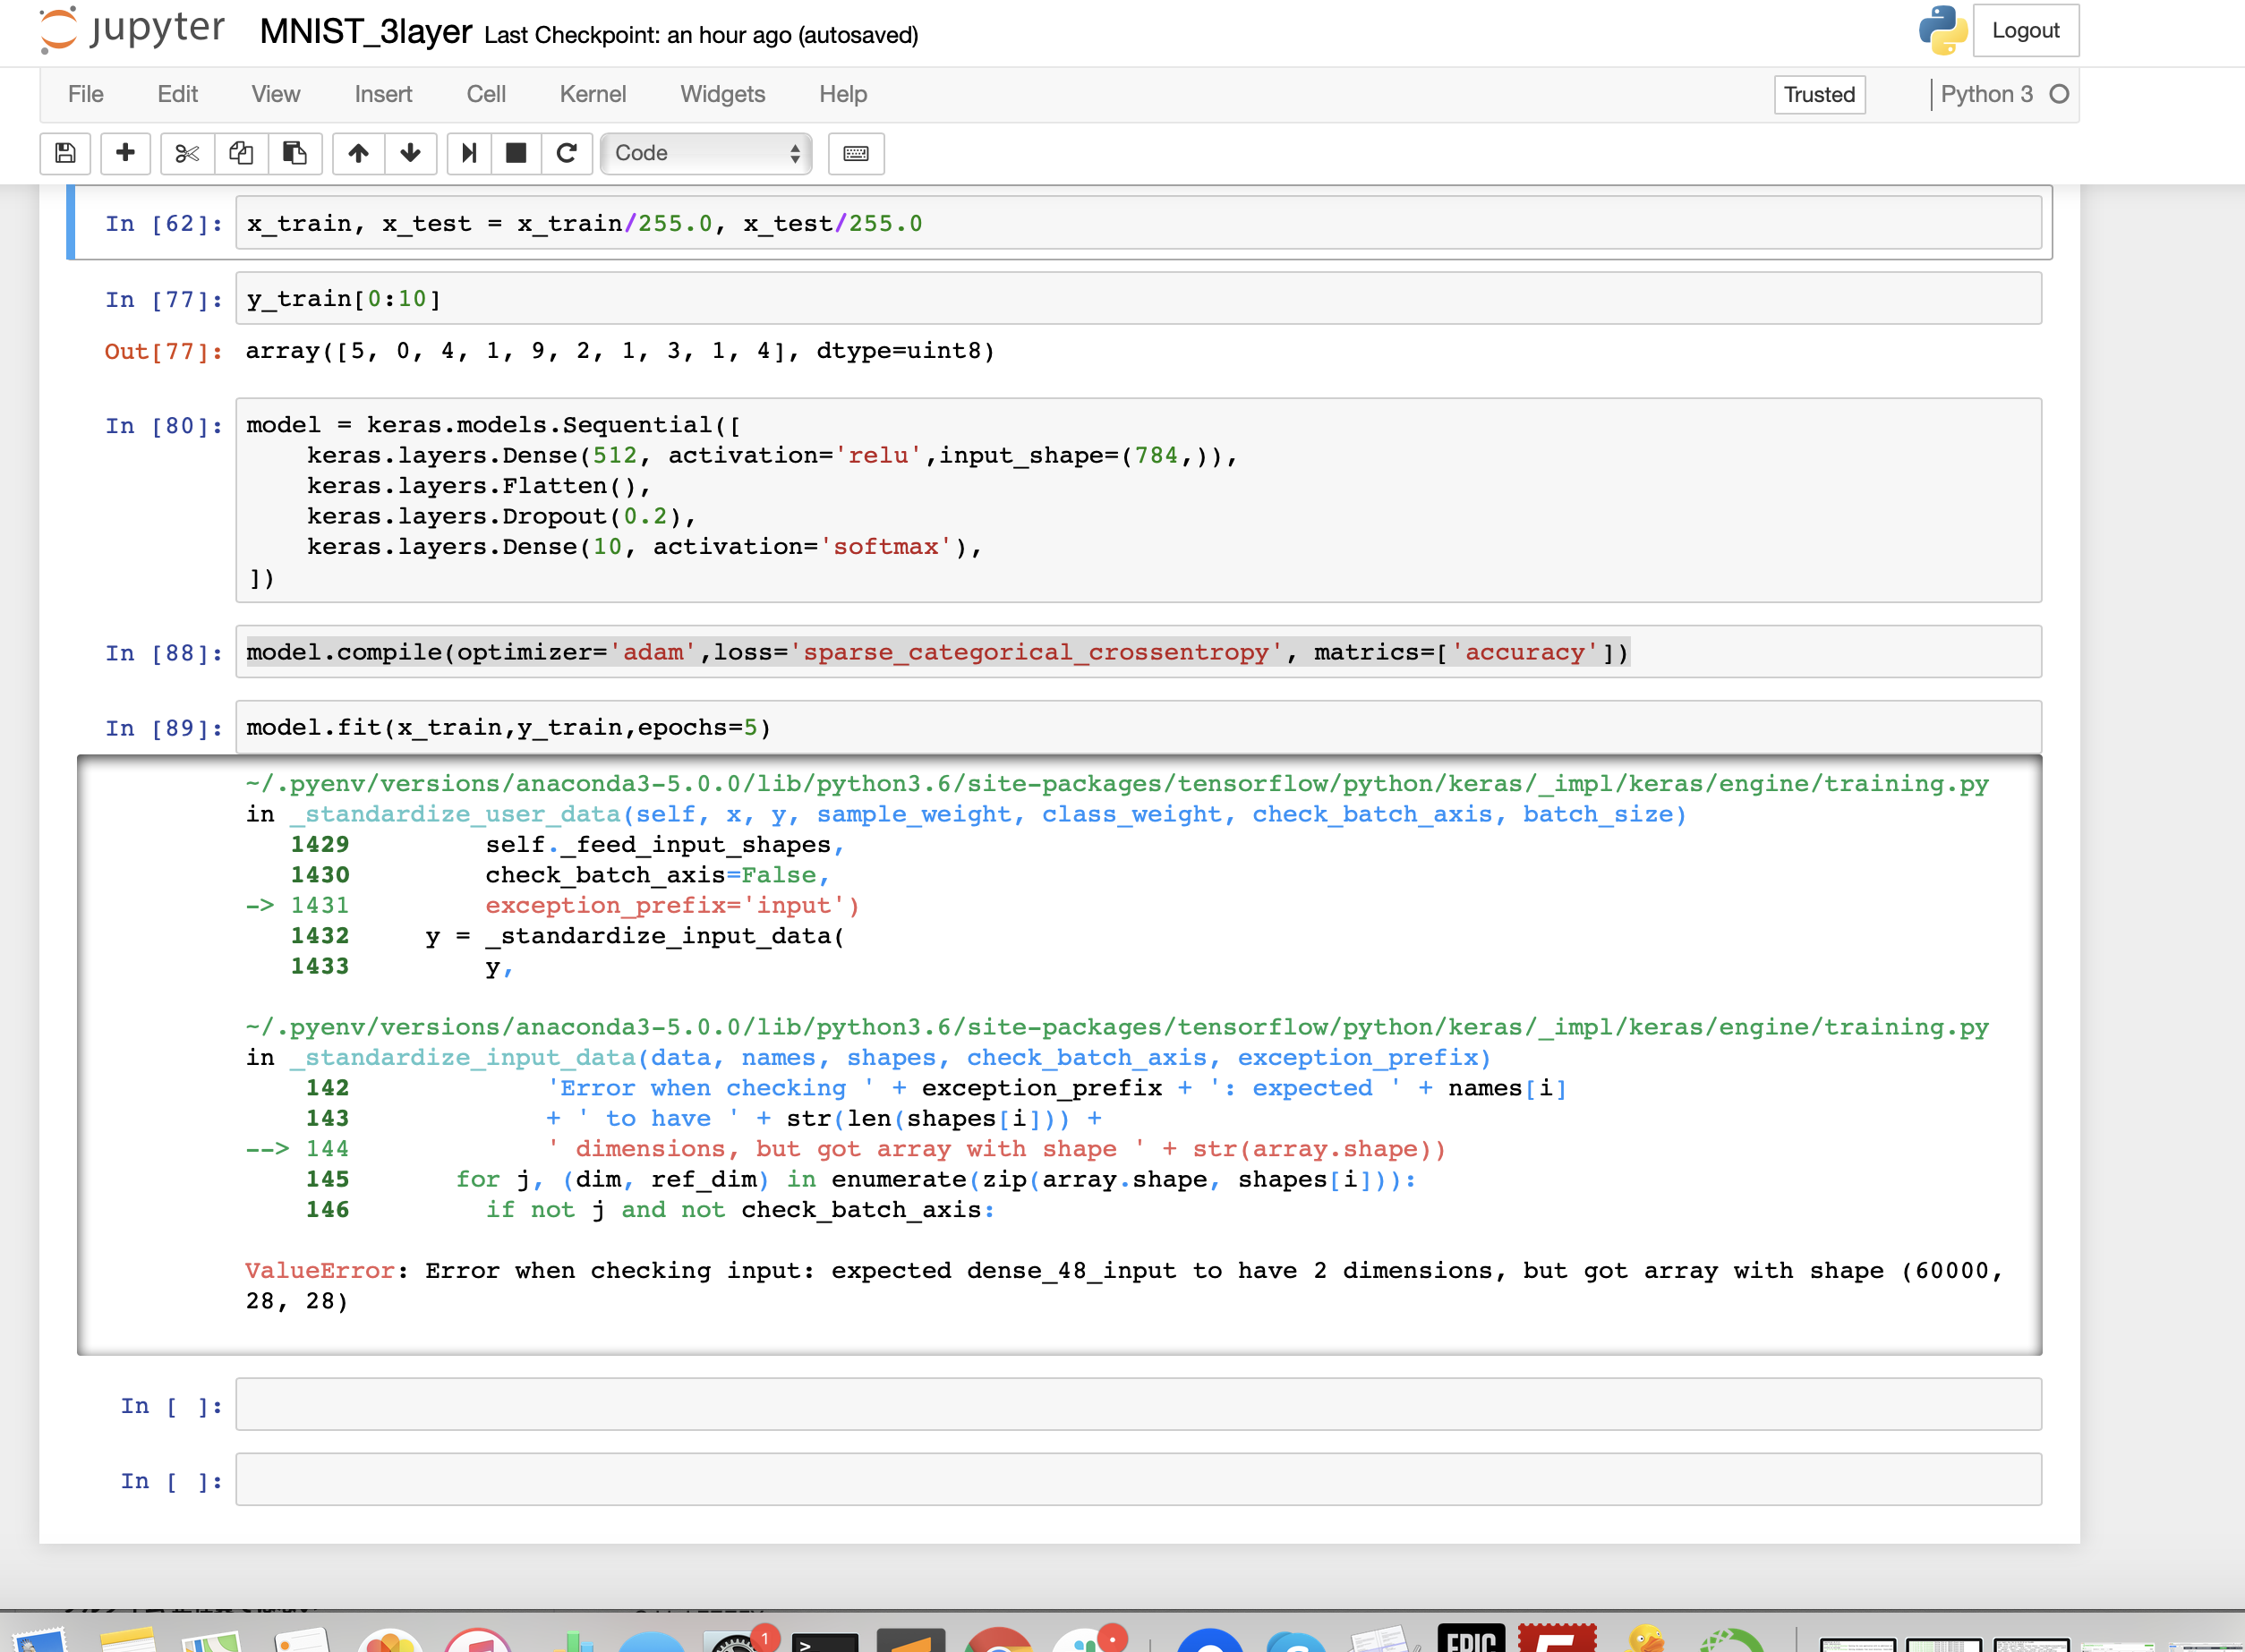 jupyter MNIST_3layer Last Checkpoint: an hour ago (autosaved) Logout
File Edit View Insert Cell Kernel Widgets Help Trusted Python 3
Code
In [62]: x_train, x_test = x_train/255.0, x_test/255.0
In [77]: y_train[0:10]
Out[77]: array([5, 0, 4, 1, 9, 2, 1, 3, 1, 4], dtype=uint8)
In [80]: model = keras.models.Sequential([
    keras.layers.Dense(512, activation='relu',input_shape=(784,)),
    keras.layers.Flatten(),
    keras.layers.Dropout(0.2),
    keras.layers.Dense(10, activation='softmax'),
])
In [88]: model.compile(optimizer='adam',loss='sparse_categorical_crossentropy', matrics=['accuracy'])
In [89]: model.fit(x_train,y_train,epochs=5)
~/.pyenv/versions/anaconda3-5.0.0/lib/python3.6/site-packages/tensorflow/python/keras/_impl/keras/engine/training.py
in _standardize_user_data(self, x, y, sample_weight, class_weight, check_batch_axis, batch_size)
   1429         self._feed_input_shapes,
   1430         check_batch_axis=False,
-> 1431         exception_prefix='input')
   1432     y = _standardize_input_data(
   1433         y,
~/.pyenv/versions/anaconda3-5.0.0/lib/python3.6/site-packages/tensorflow/python/keras/_impl/keras/engine/training.py
in _standardize_input_data(data, names, shapes, check_batch_axis, exception_prefix)
    142             'Error when checking ' + exception_prefix + ': expected ' + names[i]
    143             + ' to have ' + str(len(shapes[i])) +
--> 144             ' dimensions, but got array with shape ' + str(array.shape))
    145       for j, (dim, ref_dim) in enumerate(zip(array.shape, shapes[i])):
    146         if not j and not check_batch_axis:
ValueError: Error when checking input: expected dense_48_input to have 2 dimensions, but got array with shape (60000,
28, 28)
In [ ]:
In [ ]:
1
EPIC